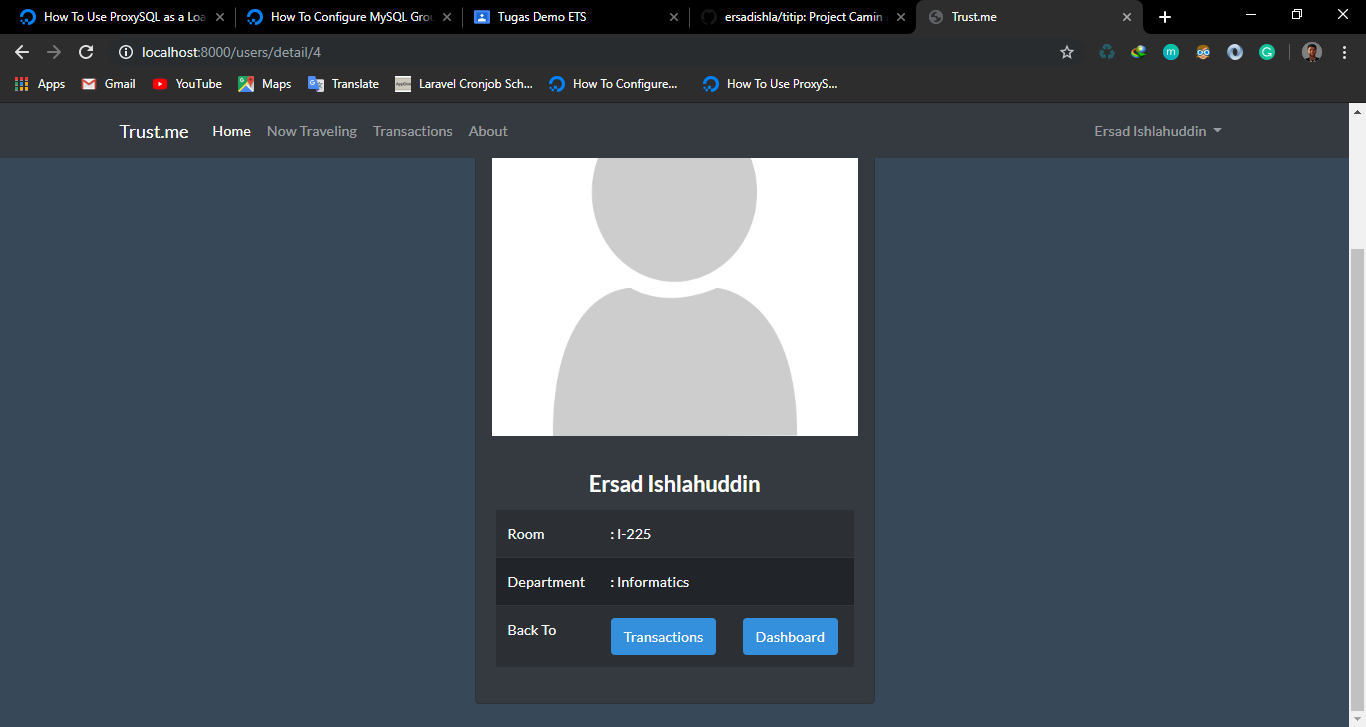 How To Use ProxySQL as a Loa
How To Configure MySQL Grou
Tugas Demo ETS
ersadishla/titip: Project Camin
Trust.me
localhost:8000/users/detail/4
Apps
Gmail
YouTube
Maps
Translate
Laravel Cronjob Sch...
How To Configure...
How To Use ProxyS...
Trust.me
Home
Now Traveling
Transactions
About
Ersad Ishlahuddin
Ersad Ishlahuddin
Room : I-225
Department : Informatics
Back To Transactions Dashboard